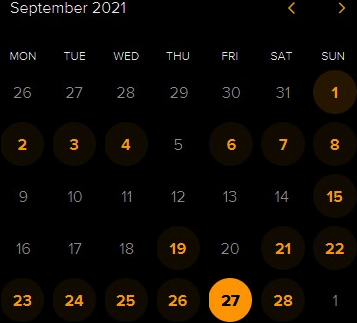 September 2021
MON TUE WED THU FRI SAT SUN
26 27 28 29 30 31 1
2 3 4 5 6 7 8
9 10 11 12 13 14 15
16 17 18 19 20 21 22
23 24 25 26 27 28 1